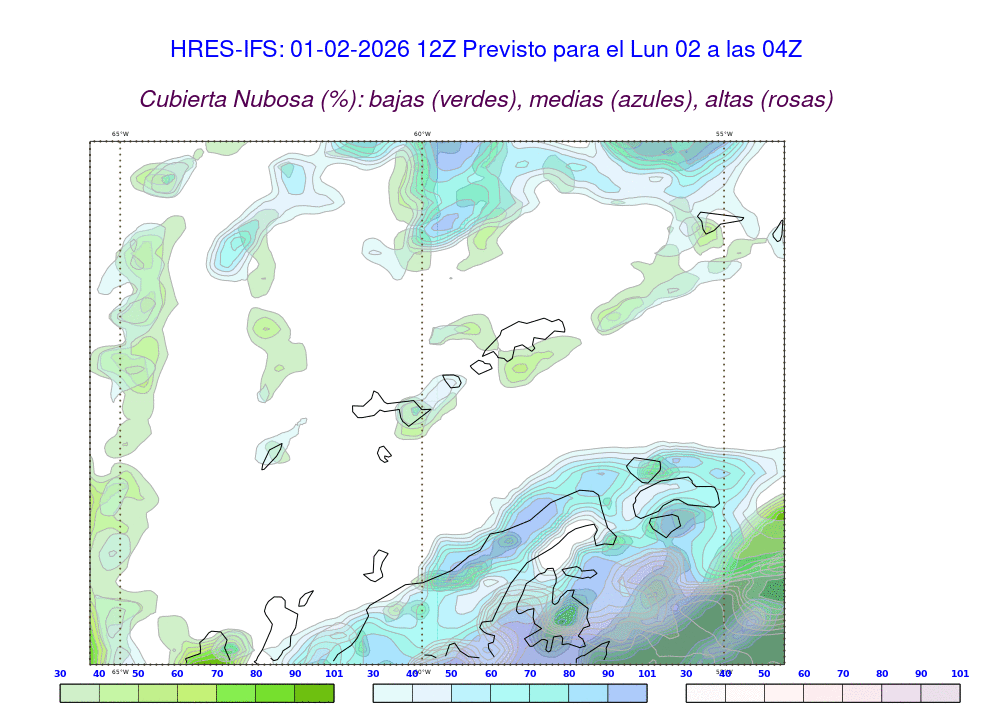 HRES-IFS: 01-02-2026 12Z Previsto para el Lun 02 a las 04Z
Cubierta Nubosa (%): bajas (verdes), medias (azules), altas (rosas)
65°W 60°W 55°W
65°W 60°W
30 40 50 60 70 80 90 101 30 40 50 60 70 80 90 101 30 40 50 60 70 80 90 101